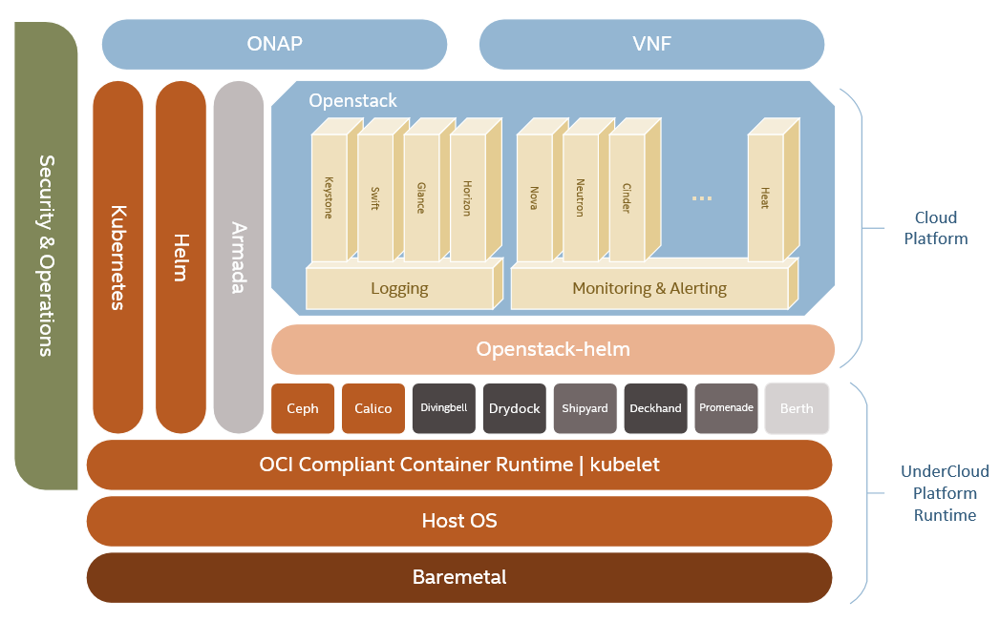 ONAP
VNF
Security & Operations
Kubernetes
Helm
Armada
Openstack
Keystone
Swift
Glance
Horizon
Nova
Neutron
Cinder
...
Heat
Logging
Monitoring & Alerting
Cloud
Platform
Openstack-helm
Ceph
Calico
Divingbell
Drydock
Shipyard
Deckhand
Promenade
Berth
OCI Compliant Container Runtime | kubelet
UnderCloud
Platform
Runtime
Host OS
Baremetal